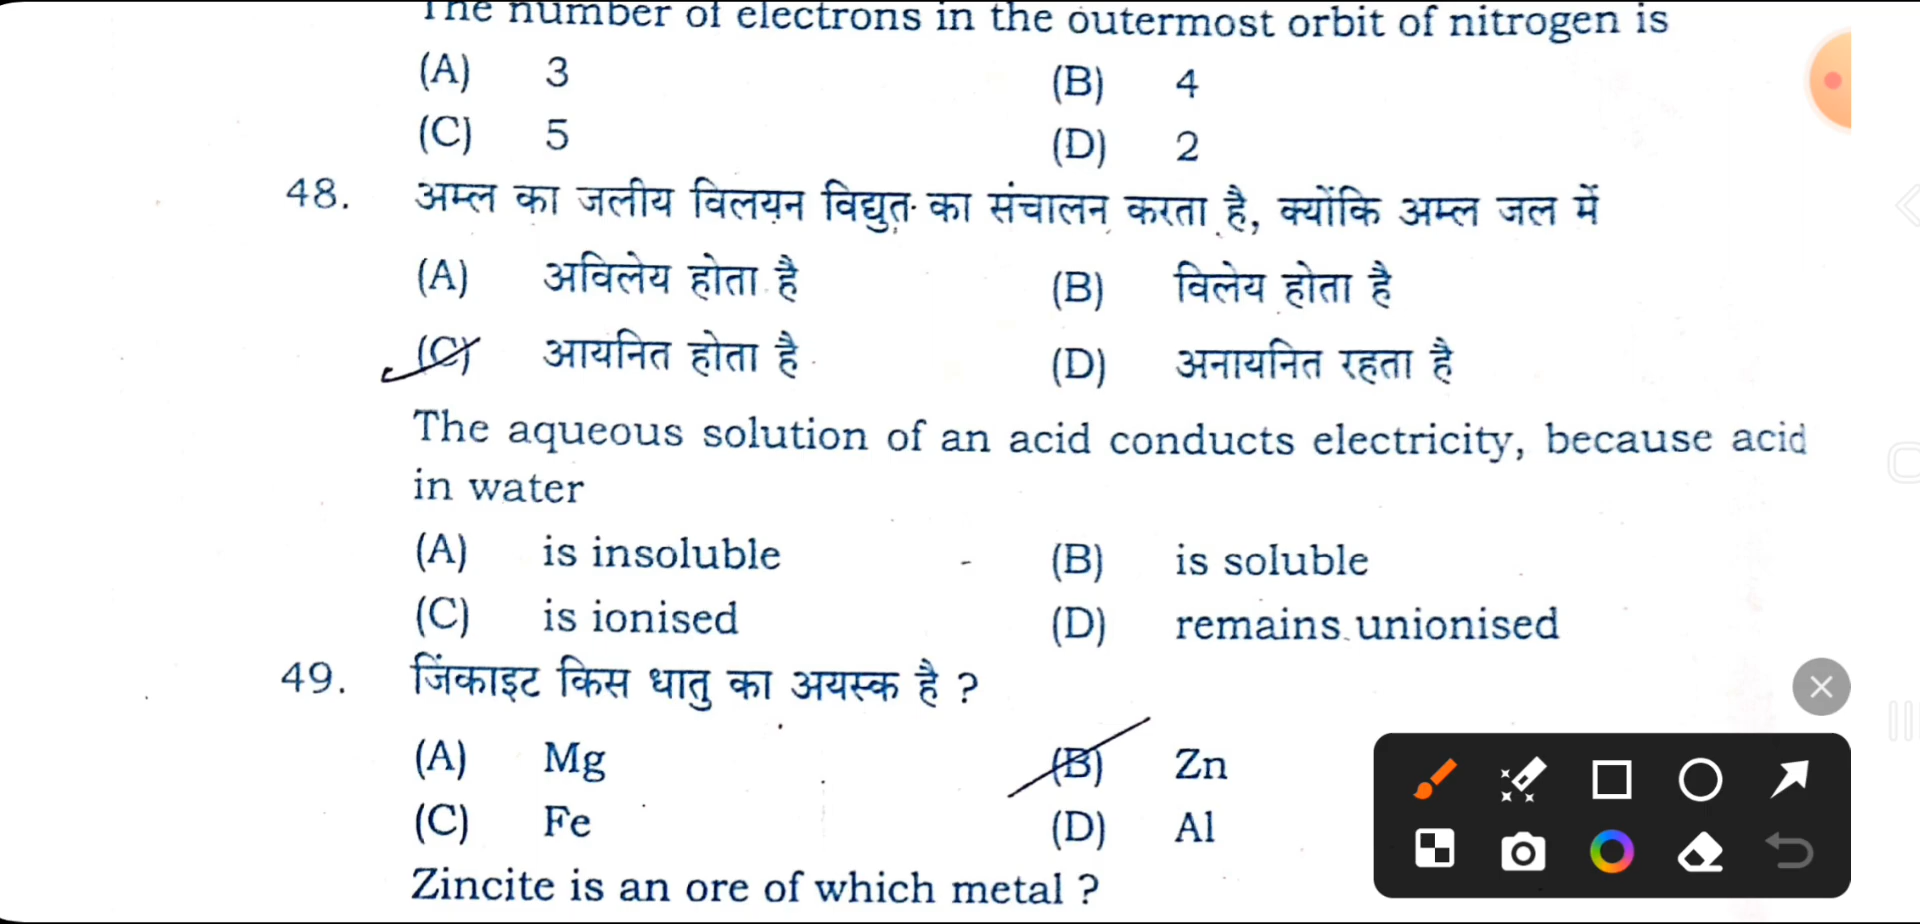 The number of electrons in the outermost orbit of nitrogen is
(A) 3 (B) 4
(C) 5 (D) 2
48. अम्ल का जलीय विलयन विद्युत का संचालन करता है, क्योंकि अम्ल जल में
(A) अविलेय होता है (B) विलेय होता है
(C) आयनित होता है (D) अनायनित रहता है
The aqueous solution of an acid conducts electricity, because acid
in water
(A) is insoluble (B) is soluble
(C) is ionised (D) remains unionised
49. जिंकाइट किस धातु का अयस्क है ?
(A) Mg (B) Zn
(C) Fe (D) Al
Zincite is an ore of which metal ?